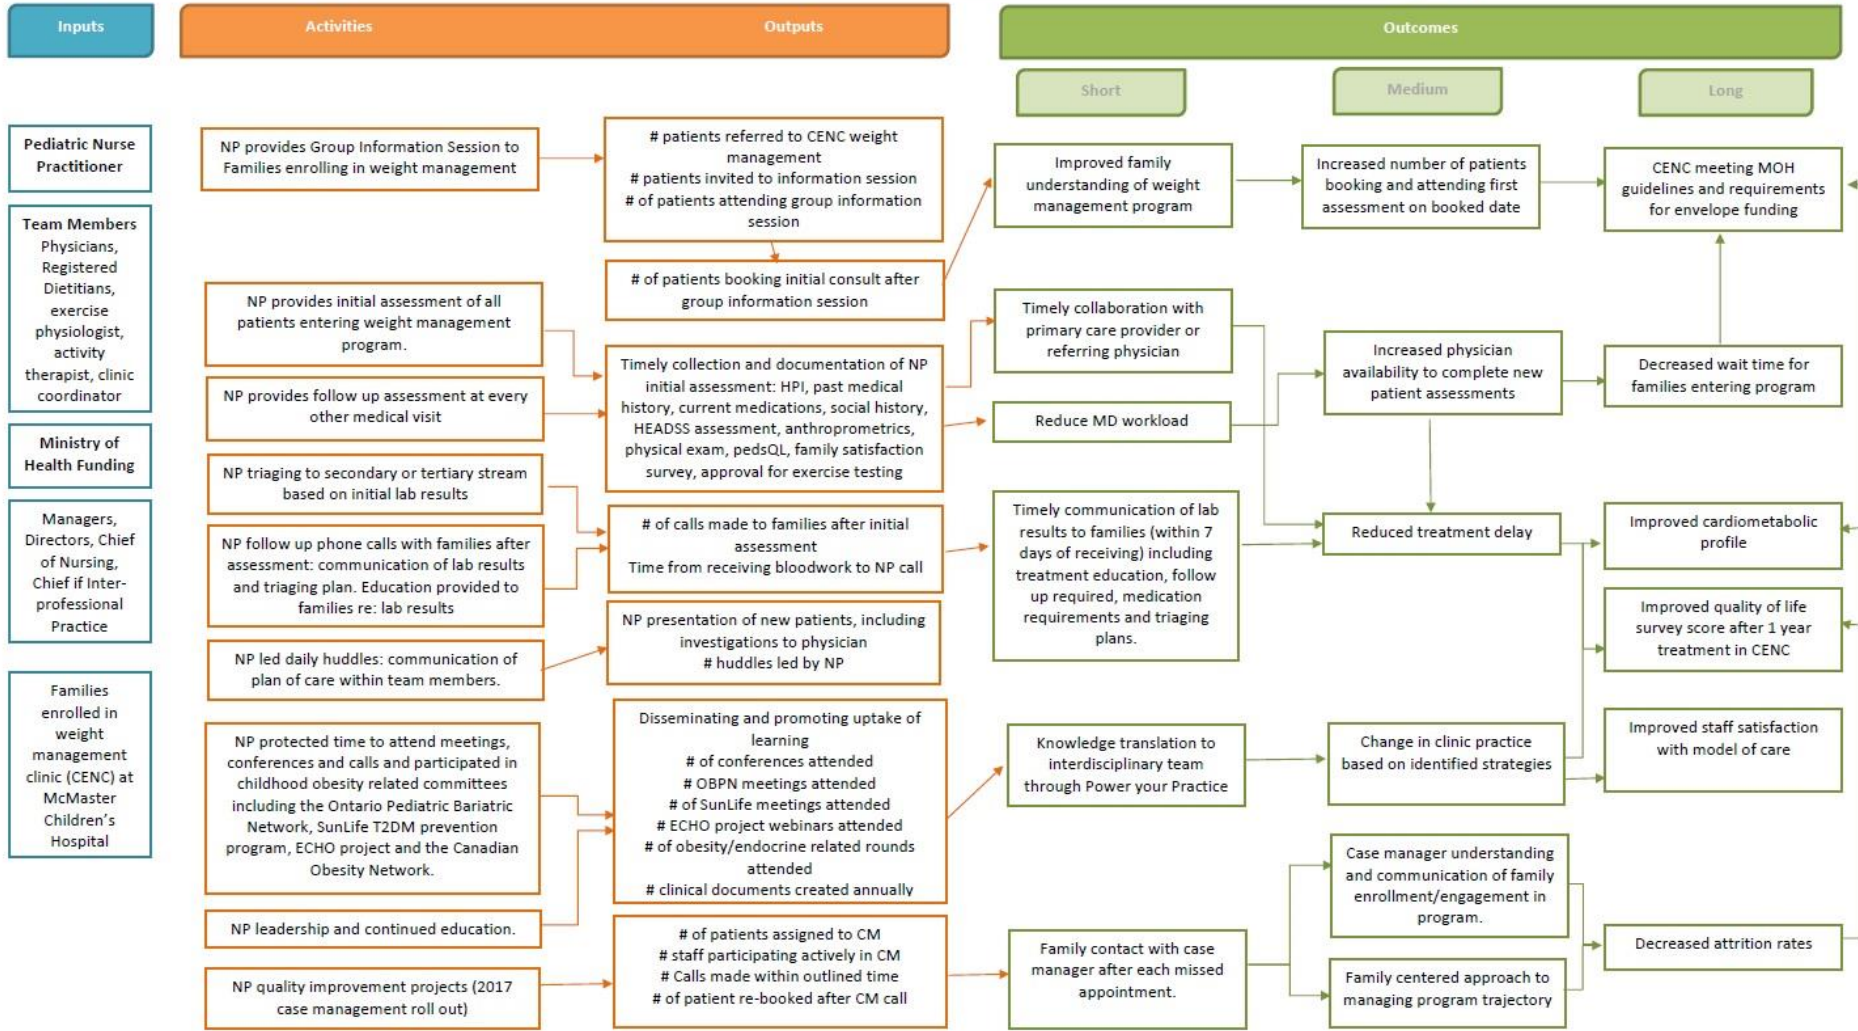 Inputs
Activities
Outputs
Outcomes
Short
Medium
Long
Pediatric Nurse
Practitioner
Team Members
Physicians,
Registered
Dietitians,
exercise
physiologist,
activity
therapist, clinic
coordinator
Ministry of
Health Funding
Managers,
Directors, Chief
of Nursing,
Chief if Inter-
professional
Practice
Families
enrolled in
weight
management
clinic (CENC) at
McMaster
Children's
Hospital
NP provides Group Information Session to
Families enrolling in weight management
NP provides initial assessment of all
patients entering weight management
program.
NP provides follow up assessment at every
other medical visit
NP triaging to secondary or tertiary stream
based on initial lab results
NP follow up phone calls with families after
assessment: communication of lab results
and triaging plan. Education provided to
families re: lab results
NP led daily huddles: communication of
plan of care within team members.
NP protected time to attend meetings,
conferences and calls and participated in
childhood obesity related committees
including the Ontario Pediatric Bariatric
Network, SunLife T2DM prevention
program, ECHO project and the Canadian
Obesity Network.
NP leadership and continued education.
NP quality improvement projects (2017
case management roll out)
# patients referred to CENC weight
management
# patients invited to information session
# of patients attending group information
session
# of patients booking initial consult after
group information session
Timely collection and documentation of NP
initial assessment: HPI, past medical
history, current medications, social history,
HEADSS assessment, anthroprometrics,
physical exam, pedsQL, family satisfaction
survey, approval for exercise testing
# of calls made to families after initial
assessment
Time from receiving bloodwork to NP call
NP presentation of new patients, including
investigations to physician
# huddles led by NP
Disseminating and promoting uptake of
learning
# of conferences attended
# OBPN meetings attended
# of SunLife meetings attended
# ECHO project webinars attended
# of obesity/endocrine related rounds
attended
# clinical documents created annually
# of patients assigned to CM
# staff participating actively in CM
# Calls made within outlined time
# of patient re-booked after CM call
Improved family
understanding of weight
management program
Timely collaboration with
primary care provider or
referring physician
Reduce MD workload
Timely communication of lab
results to families (within 7
days of receiving) including
treatment education, follow
up required, medication
requirements and triaging
plans.
Knowledge translation to
interdisciplinary team
through Power your Practice
Family contact with case
manager after each missed
appointment.
Increased number of patients
booking and attending first
assessment on booked date
Increased physician
availability to complete new
patient assessments
Reduced treatment delay
Change in clinic practice
based on identified strategies
Case manager understanding
and communication of family
enrollment/engagement in
program.
Family centered approach to
managing program trajectory
CENC meeting MOH
guidelines and requirements
for envelope funding
Decreased wait time for
families entering program
Improved cardiometabolic
profile
Improved quality of life
survey score after 1 year
treatment in CENC
Improved staff satisfaction
with model of care
Decreased attrition rates